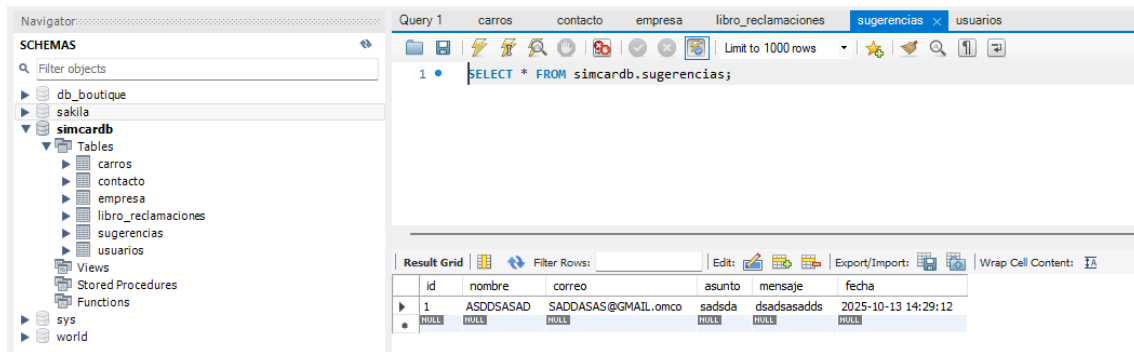 Navigator
SCHEMAS
Filter objects
db_boutique
sakila
simcardb
Tables
carros
contacto
empresa
libro_reclamaciones
sugerencias
usuarios
Views
Stored Procedures
Functions
sys
world
Query 1 carros contacto empresa libro_reclamaciones sugerencias × usuarios
Limit to 1000 rows
1 SELECT * FROM simcardb.sugerencias;
Result Grid Filter Rows: Edit: Export/Import: Wrap Cell Content:
id nombre correo asunto mensaje fecha
1 ASDDSASAD SADDASAS@GMAIL.omco sadsda dsadsasadds 2025-10-13 14:29:12
NULL NULL NULL NULL NULL NULL